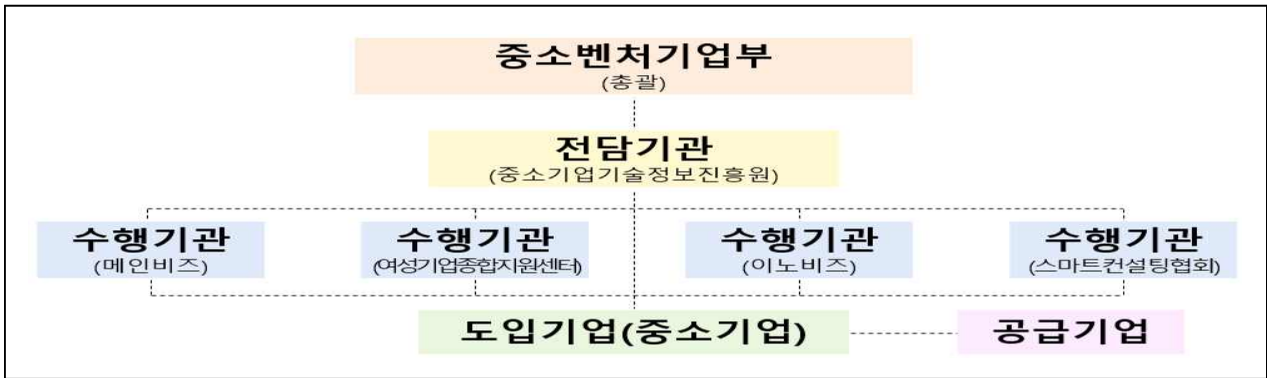 중소벤처기업부
(총괄)
전담기관
(중소기업기술정보진흥원)
수행기관
(메인비즈)
수행기관
(여성기업종합지원센터)
수행기관
(이노비즈)
수행기관
(스마트컨설팅협회)
도입기업(중소기업)
공급기업